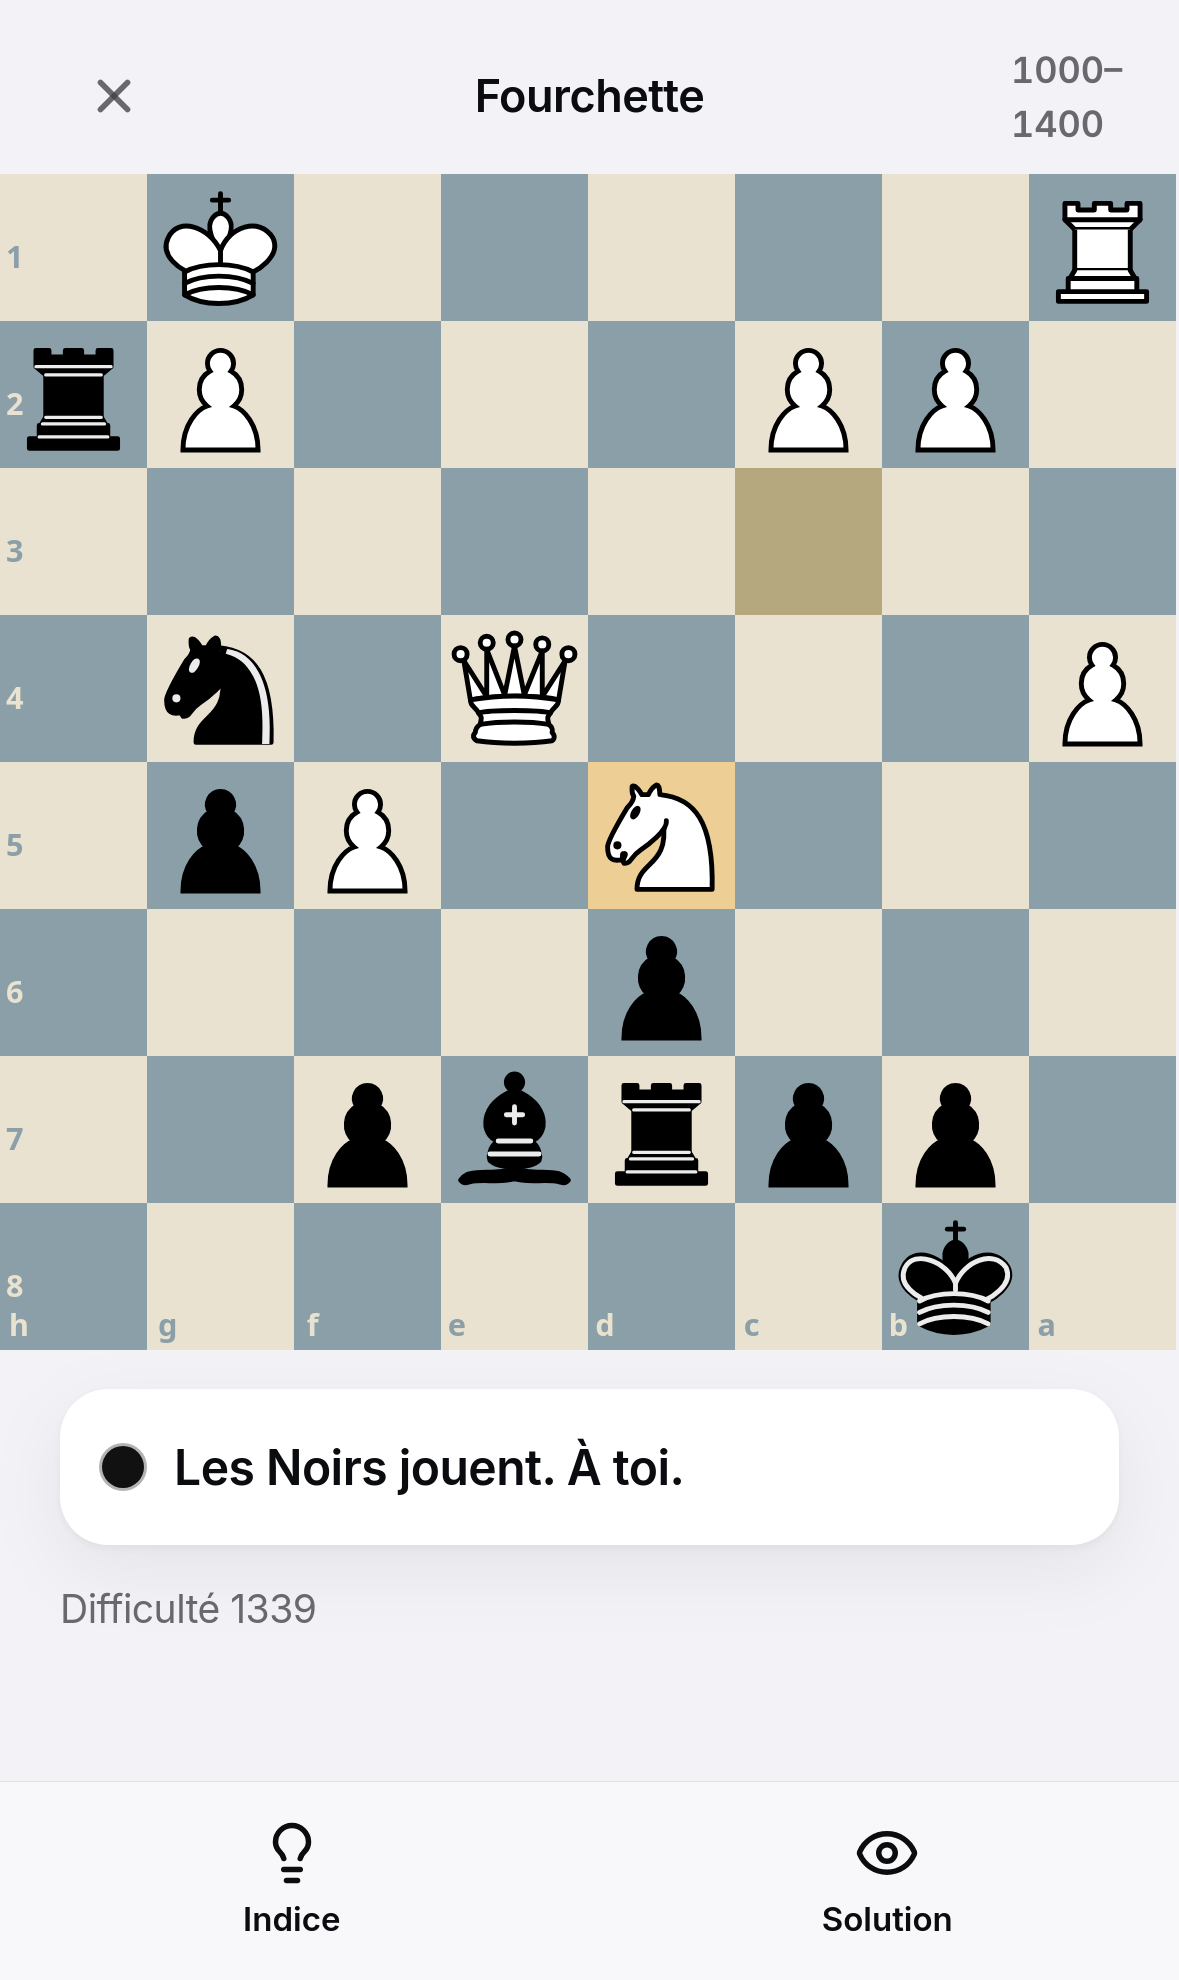 Fourchette
1000–
1400
1
2
3
4
5
6
7
8
h g f e d c b a
Les Noirs jouent. À toi.
Difficulté 1339
Indice
Solution